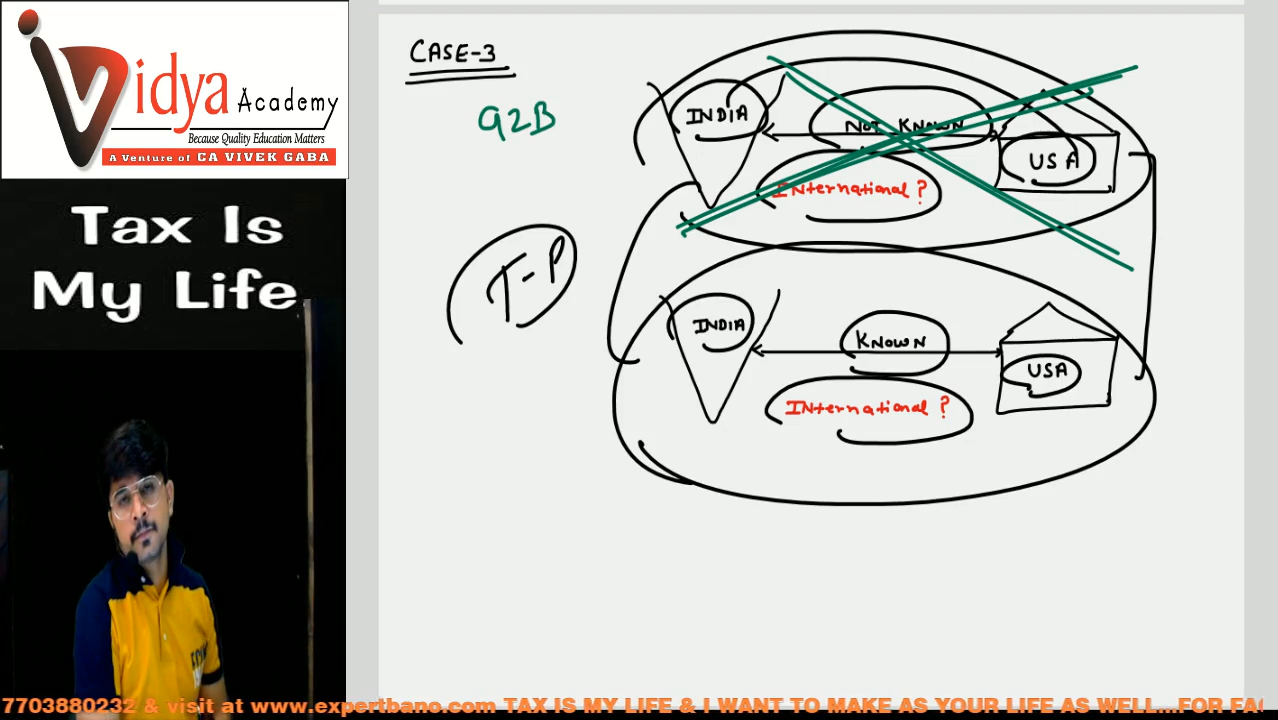 Vidya
Academy
Because Quality Education Matters
A Venture of CA VIVEK GABA
Tax Is
My Life
CASE-3
92B
INDIA
NOT KNOWN
USA
INternational ?
T-P
INDIA
KNOWN
USA
INternational ?
7703880232 & visit at www.expertbano.com TAX IS MY LIFE & I WANT TO MAKE AS YOUR LIFE AS WELL....FOR